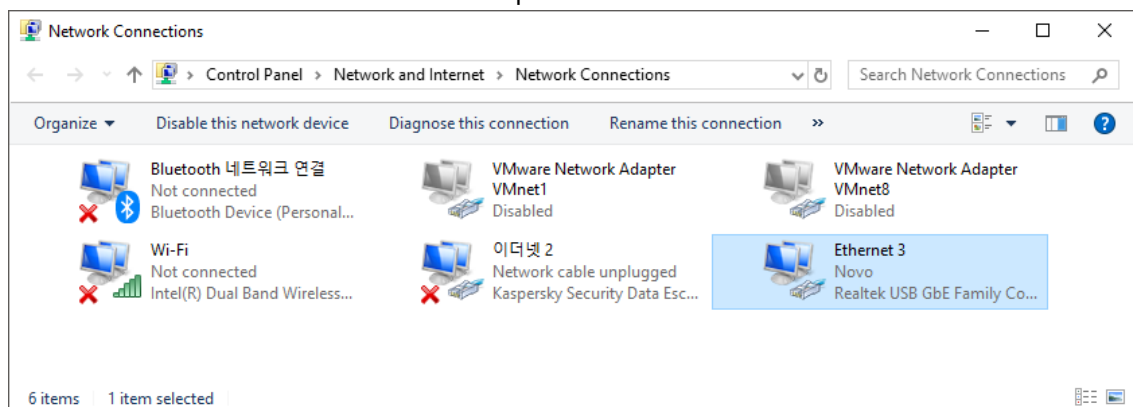 Network Connections
Control Panel > Network and Internet > Network Connections
Search Network Connections
Organize
Disable this network device
Diagnose this connection
Rename this connection
»
Bluetooth 네트워크 연결
Not connected
Bluetooth Device (Personal...
VMware Network Adapter
VMnet1
Disabled
VMware Network Adapter
VMnet8
Disabled
Wi-Fi
Not connected
Intel(R) Dual Band Wireless...
이더넷 2
Network cable unplugged
Kaspersky Security Data Esc...
Ethernet 3
Novo
Realtek USB GbE Family Co...
6 items
1 item selected